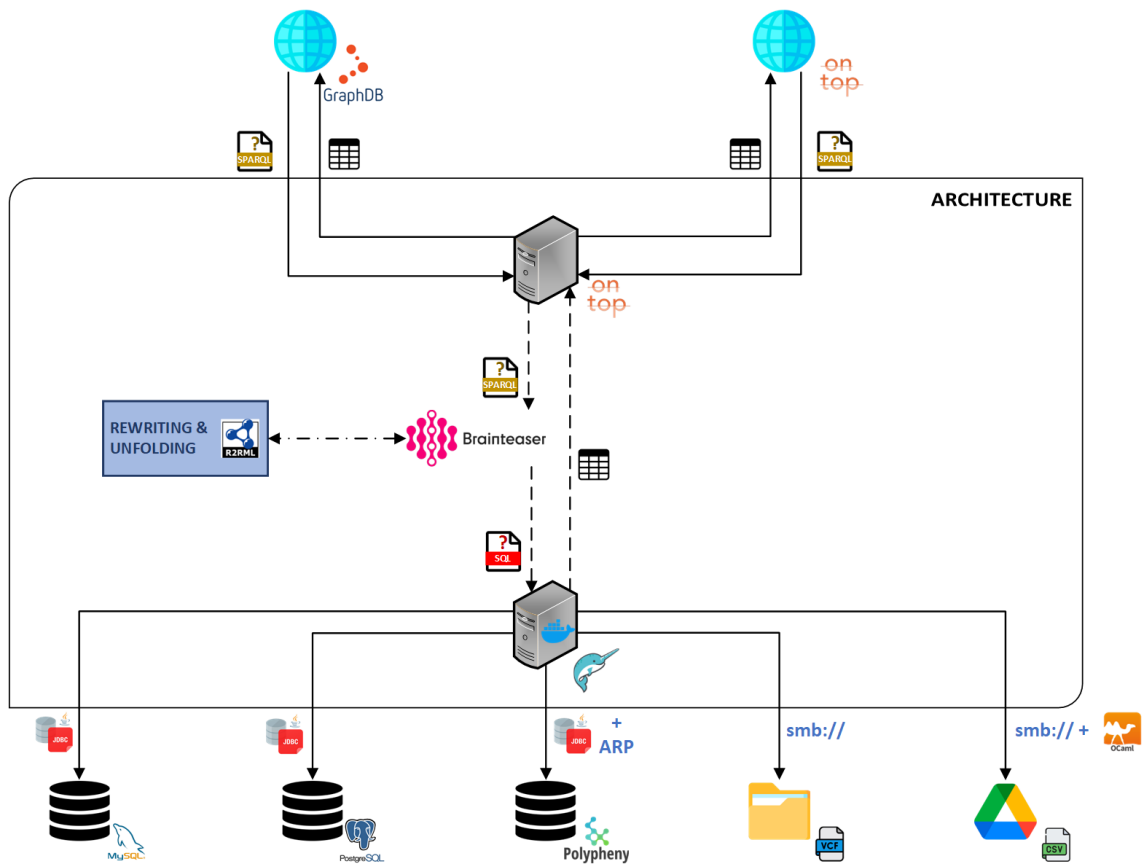 GraphDB
on
top
?
SPARQL
?
SPARQL
ARCHITECTURE
on
top
?
SPARQL
REWRITING &
UNFOLDING
R2RML
Brainteaser
?
SQL
JDBC
JDBC
JDBC
+
ARP
smb://
smb:// +
OCaml
MySQL
PostgreSQL
Polypheny
VCF
CSV